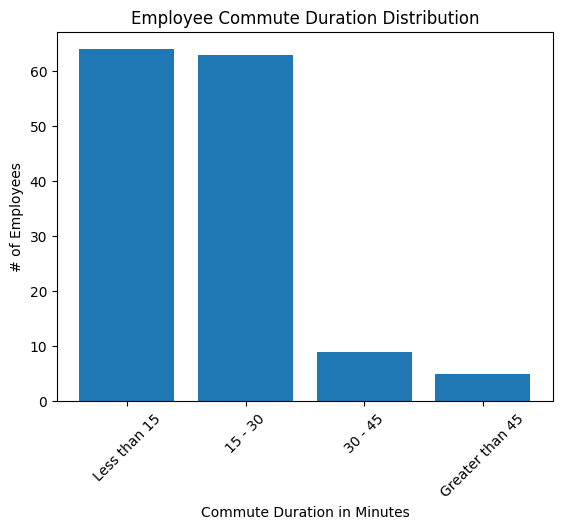 Employee Commute Duration Distribution
# of Employees
60
50
40
30
20
10
0
Less than 15
15 - 30
30 - 45
Greater than 45
Commute Duration in Minutes